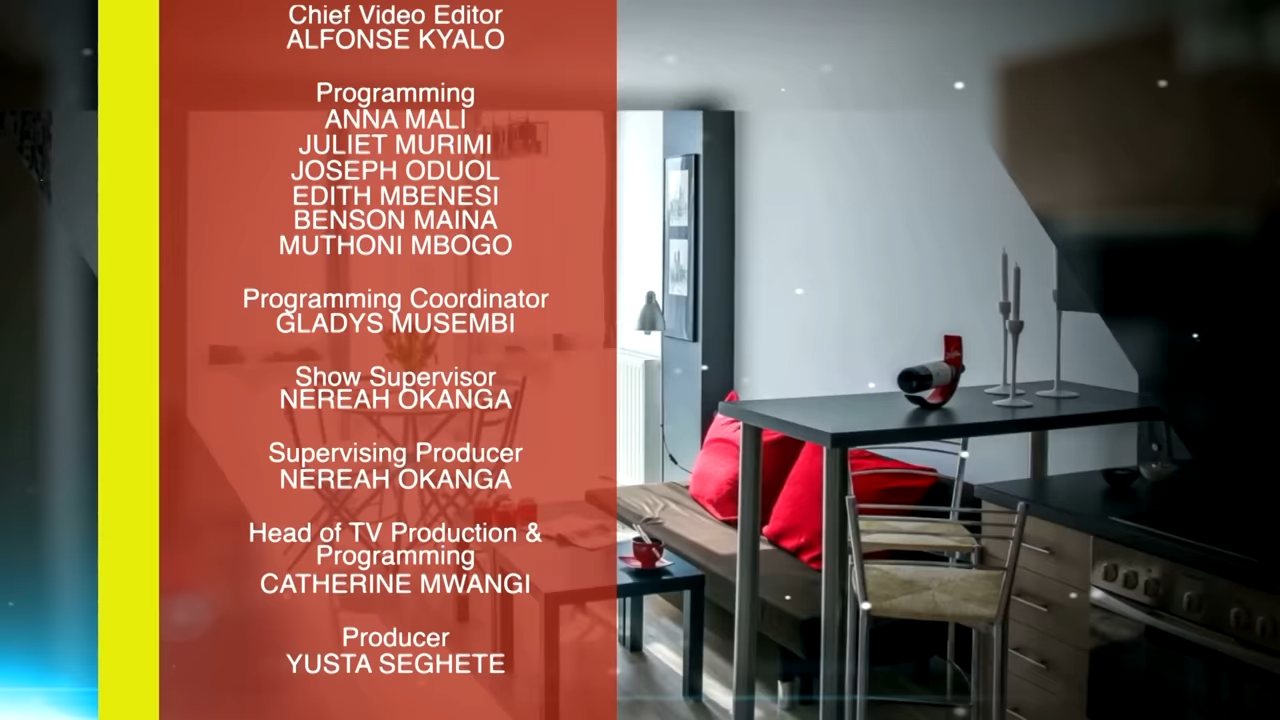 Chief Video Editor
ALFONSE KYALO
Programming
ANNA MALI
JULIET MURIMI
JOSEPH ODUOL
EDITH MBENESI
BENSON MAINA
MUTHONI MBOGO
Programming Coordinator
GLADYS MUSEMBI
Show Supervisor
NEREAH OKANGA
Supervising Producer
NEREAH OKANGA
Head of TV Production &
Programming
CATHERINE MWANGI
Producer
YUSTA SEGHETE